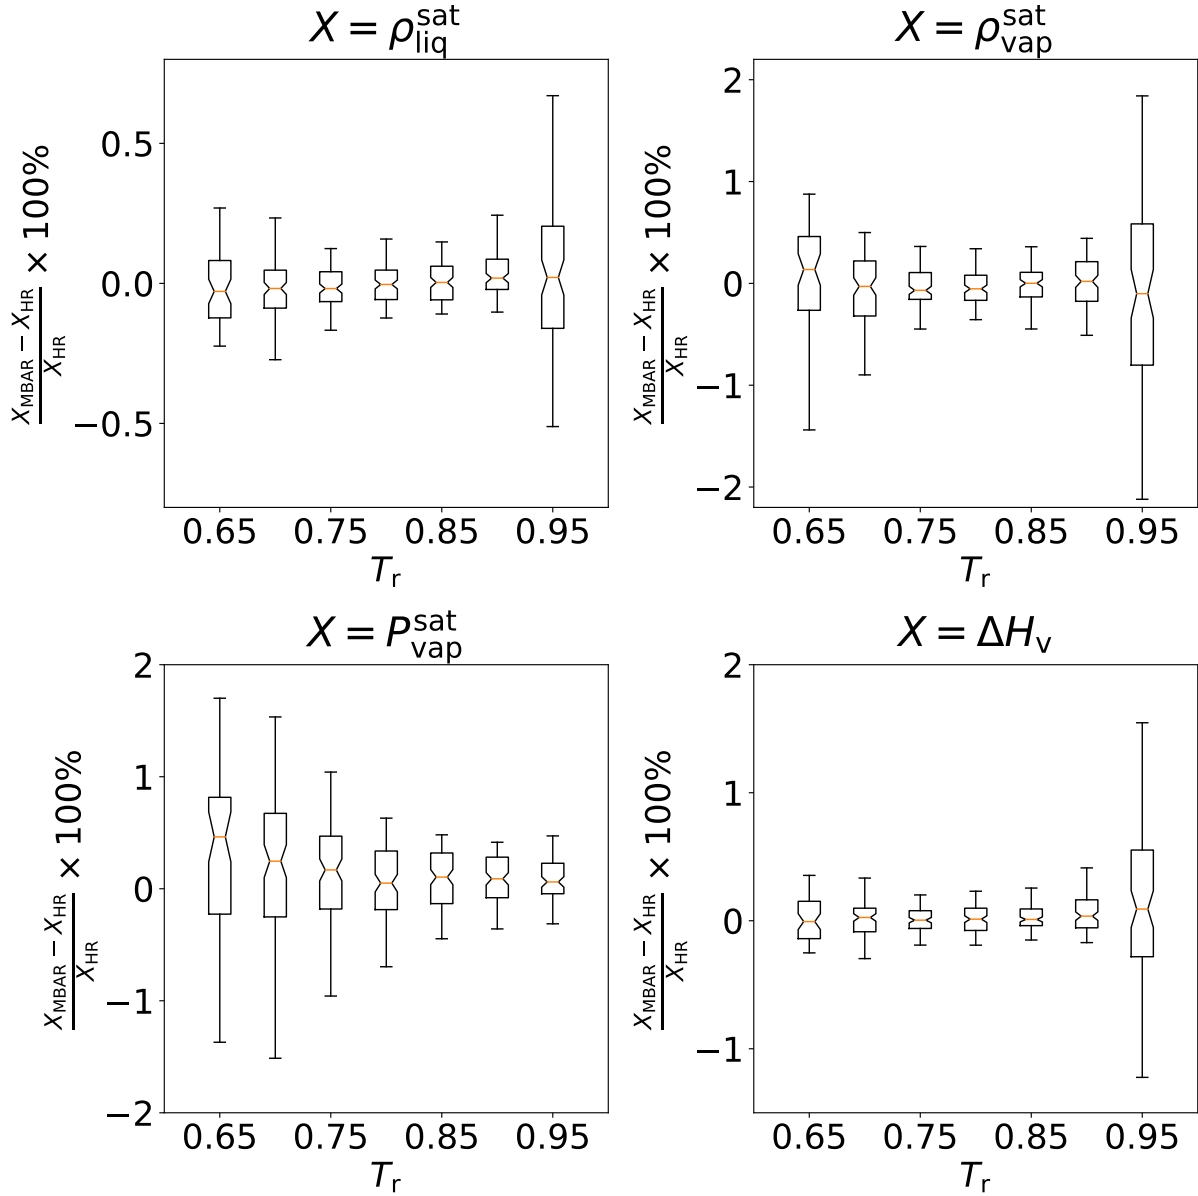 X = ρ_liq^sat
X_MBAR − X_HR / X_HR × 100%
0.5
0.0
−0.5
0.65 0.75 0.85 0.95
T_r
X = ρ_vap^sat
X_MBAR − X_HR / X_HR × 100%
2
1
0
−1
−2
0.65 0.75 0.85 0.95
T_r
X = P_vap^sat
X_MBAR − X_HR / X_HR × 100%
2
1
0
−1
−2
0.65 0.75 0.85 0.95
T_r
X = ΔH_v
X_MBAR − X_HR / X_HR × 100%
2
1
0
−1
0.65 0.75 0.85 0.95
T_r